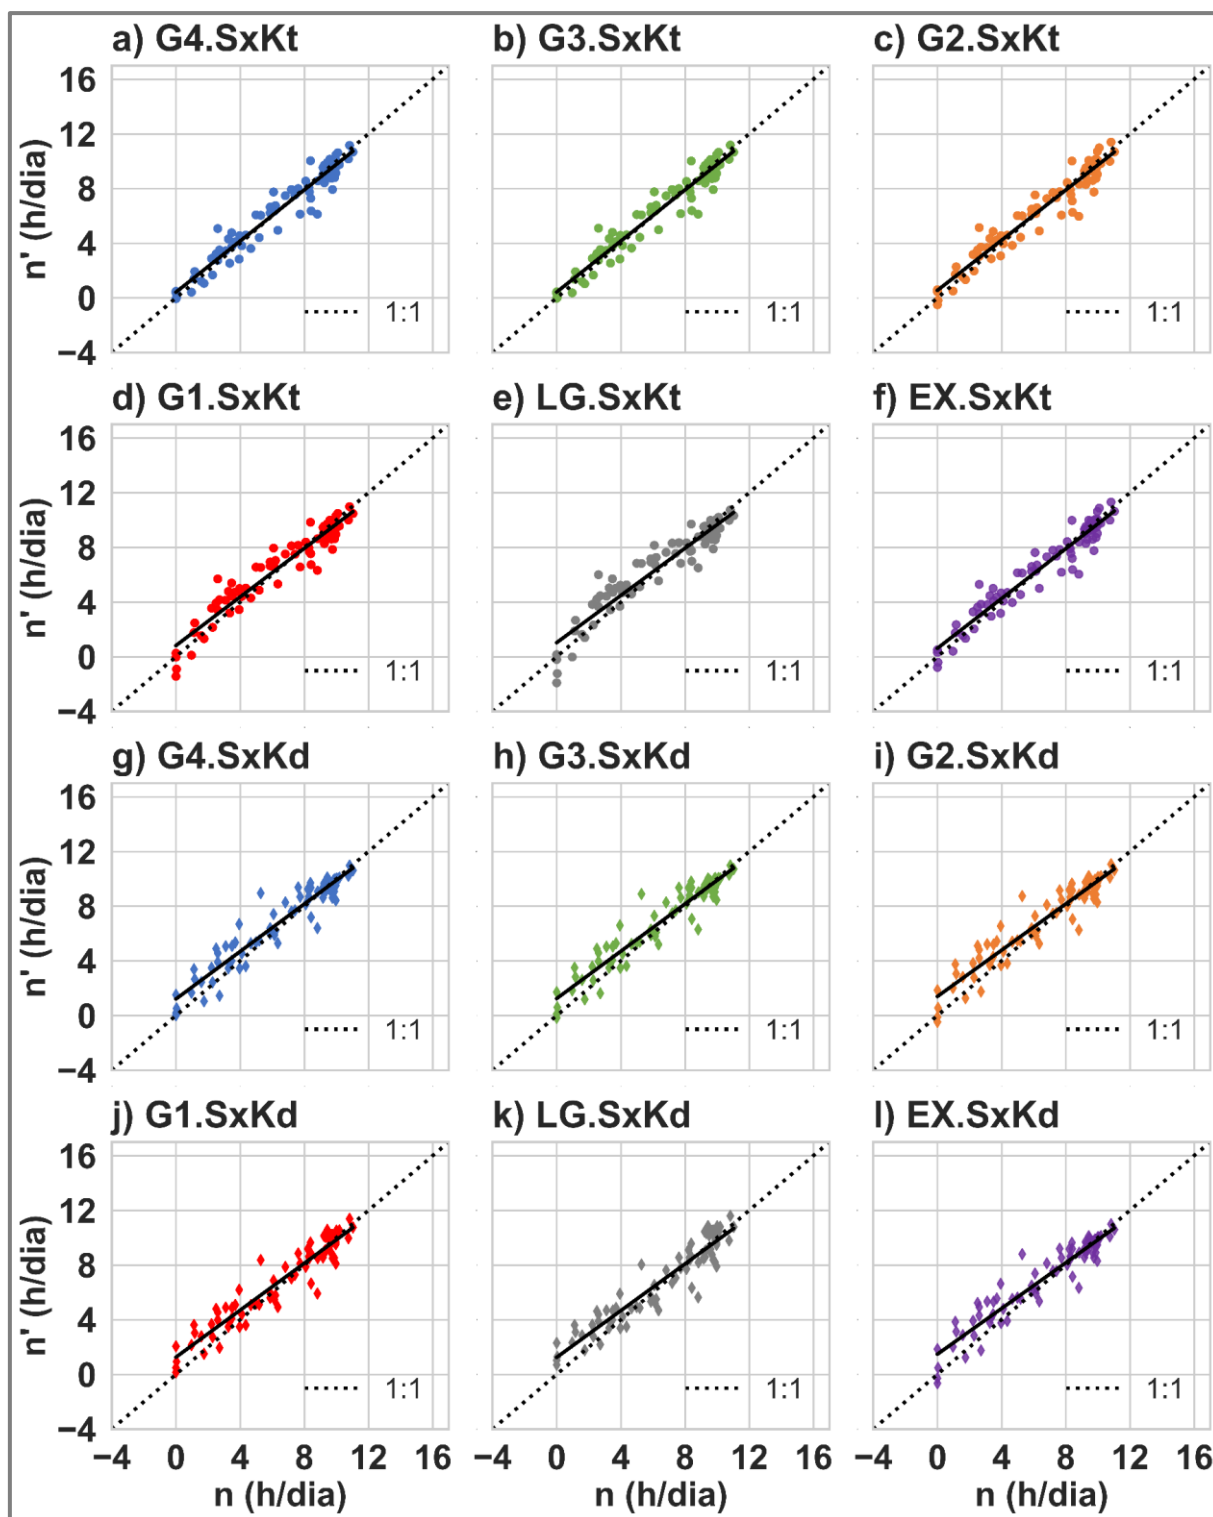 a) G4.SxKt
b) G3.SxKt
c) G2.SxKt
16
12
8
4
0
−4
n' (h/dia)
1:1
1:1
1:1
d) G1.SxKt
e) LG.SxKt
f) EX.SxKt
16
12
8
4
0
−4
n' (h/dia)
1:1
1:1
1:1
g) G4.SxKd
h) G3.SxKd
i) G2.SxKd
16
12
8
4
0
−4
n' (h/dia)
1:1
1:1
1:1
j) G1.SxKd
k) LG.SxKd
l) EX.SxKd
16
12
8
4
0
−4
n' (h/dia)
1:1
1:1
1:1
−4 0 4 8 12 16
−4 0 4 8 12 16
−4 0 4 8 12 16
n (h/dia)
n (h/dia)
n (h/dia)